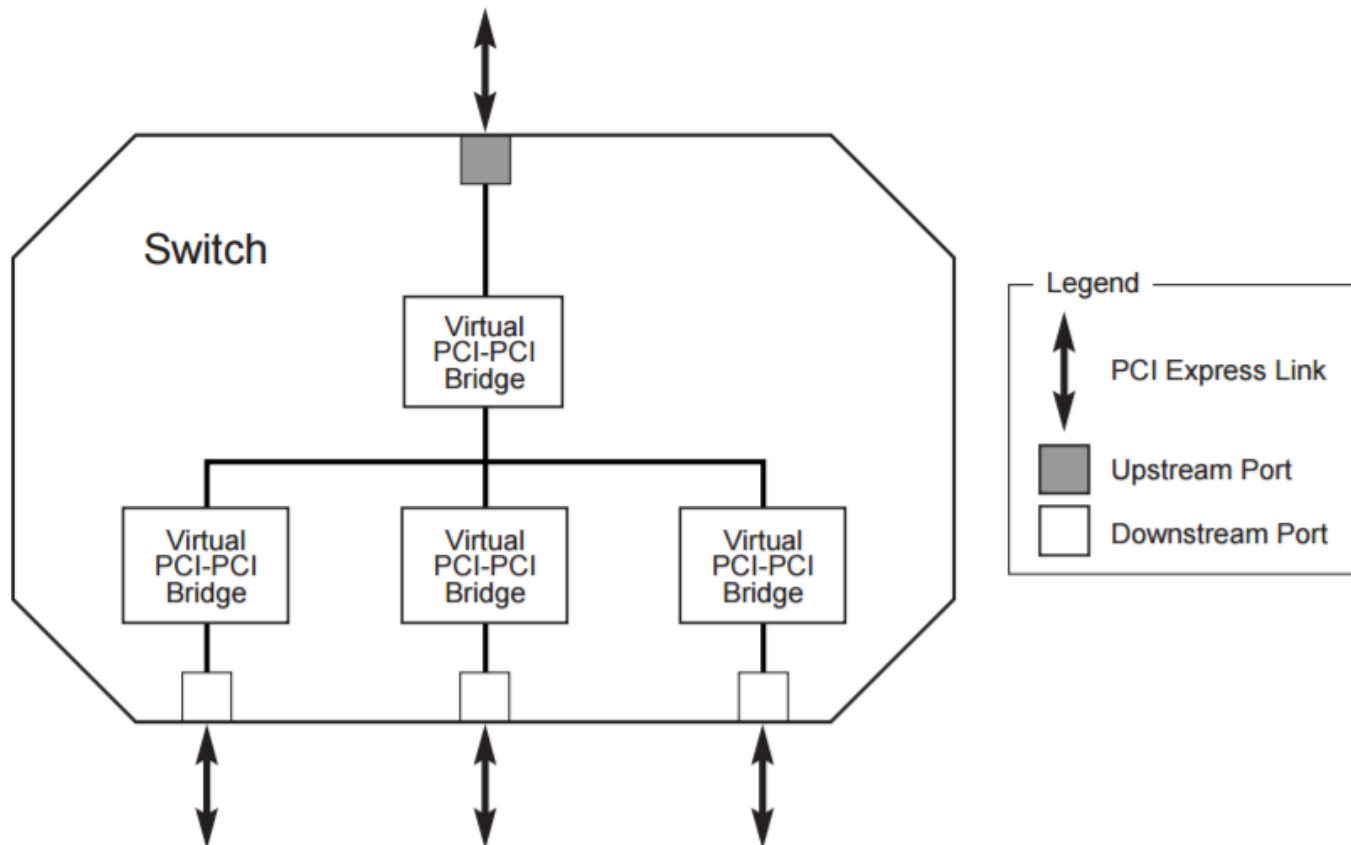 Switch
Virtual
PCI-PCI
Bridge
Virtual
PCI-PCI
Bridge
Virtual
PCI-PCI
Bridge
Virtual
PCI-PCI
Bridge
Legend
PCI Express Link
Upstream Port
Downstream Port